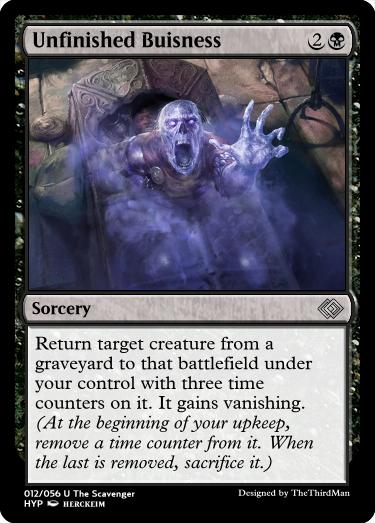 Unfinished Buisness 2
Sorcery
Return target creature from a
graveyard to that battlefield under
your control with three time
counters on it. It gains vanishing.
(At the beginning of your upkeep,
remove a time counter from it. When
the last is removed, sacrifice it.)
012/056 U The Scavenger Designed by TheThirdMan
HYP HERCKEIM